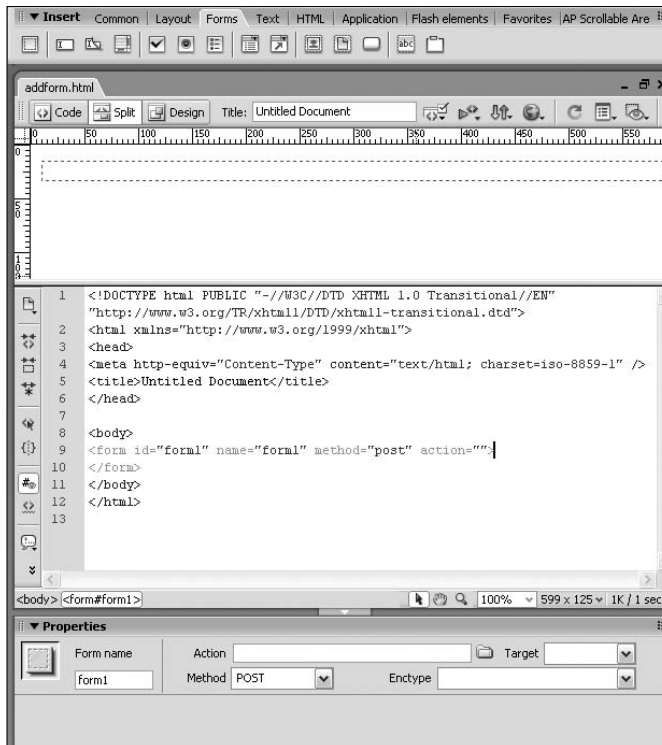 ▼ Insert Common Layout Forms Text HTML Application Flash elements Favorites AP Scrollable Are
abc
addform.html
Code Split Design Title: Untitled Document
0 50 100 150 200 250 300 350 400 450 500 550
0
50
1 <!DOCTYPE html PUBLIC "-//W3C//DTD XHTML 1.0 Transitional//EN"
"http://www.w3.org/TR/xhtml1/DTD/xhtml1-transitional.dtd">
2 <html xmlns="http://www.w3.org/1999/xhtml">
3 <head>
4 <meta http-equiv="Content-Type" content="text/html; charset=iso-8859-1" />
5 <title>Untitled Document</title>
6 </head>
7
8 <body>
9 <form id="form1" name="form1" method="post" action="">
10 </form>
11 </body>
12 </html>
13
<body> <form#form1> 100% 599 x 125 1K / 1 sec
▼ Properties
Form name Action Target
form1 Method POST Enctype